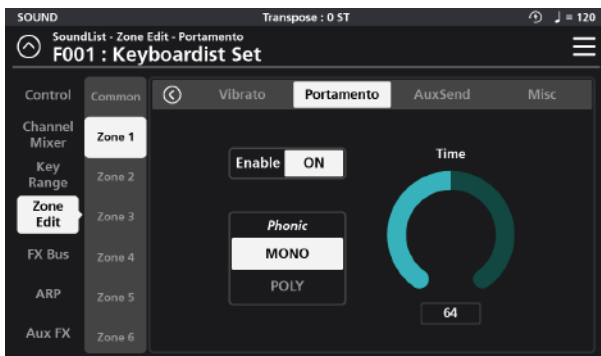 SOUND
Transpose : 0 ST
♩ = 120
SoundList - Zone Edit - Portamento
F001 : Keyboardist Set
Control
Channel
Mixer
Key
Range
Zone
Edit
FX Bus
ARP
Aux FX
Common
Zone 1
Zone 2
Zone 3
Zone 4
Zone 5
Zone 6
Vibrato
Portamento
AuxSend
Misc
Enable ON
Phonic
MONO
POLY
Time
64